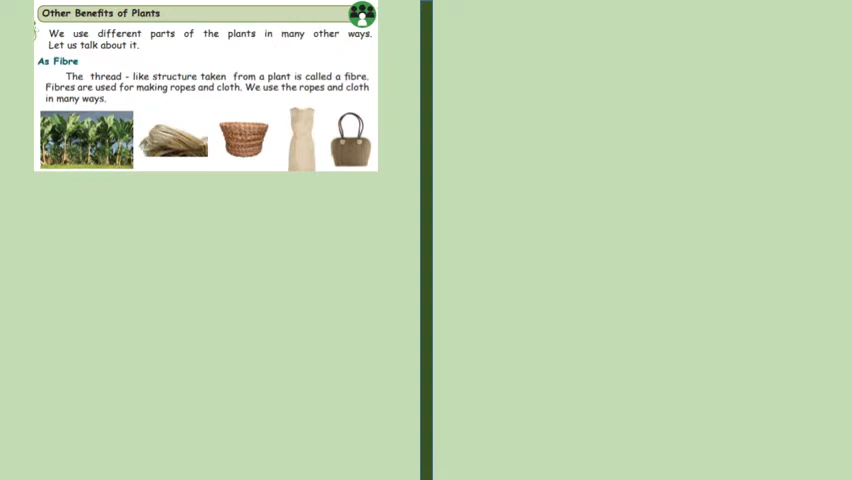 Other Benefits of Plants
We use different parts of the plants in many other ways.
Let us talk about it.
As Fibre
The thread - like structure taken from a plant is called a fibre.
Fibres are used for making ropes and cloth. We use the ropes and cloth
in many ways.